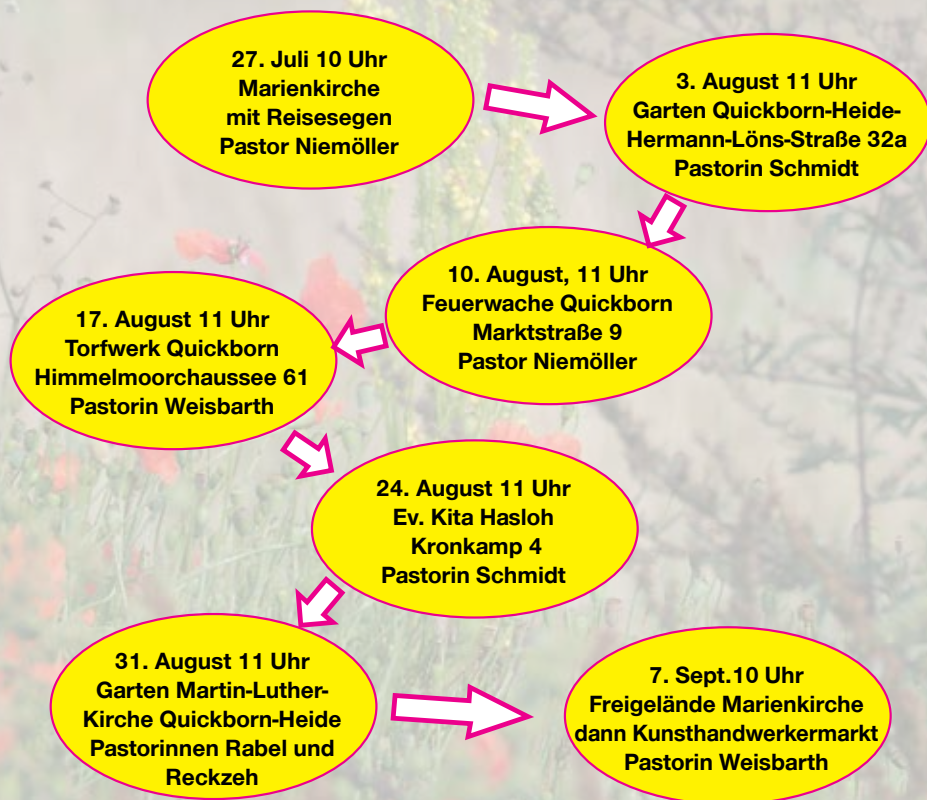 27. Juli 10 Uhr
Marienkirche
mit Reisesegen
Pastor Niemöller
3. August 11 Uhr
Garten Quickborn-Heide-
Hermann-Löns-Straße 32a
Pastorin Schmidt
10. August, 11 Uhr
Feuerwache Quickborn
Marktstraße 9
Pastor Niemöller
17. August 11 Uhr
Torfwerk Quickborn
Himmelmoorchaussee 61
Pastorin Weisbarth
24. August 11 Uhr
Ev. Kita Hasloh
Kronkamp 4
Pastorin Schmidt
31. August 11 Uhr
Garten Martin-Luther-
Kirche Quickborn-Heide
Pastorinnen Rabel und
Reckzeh
7. Sept.10 Uhr
Freigelände Marienkirche
dann Kunsthandwerkermarkt
Pastorin Weisbarth